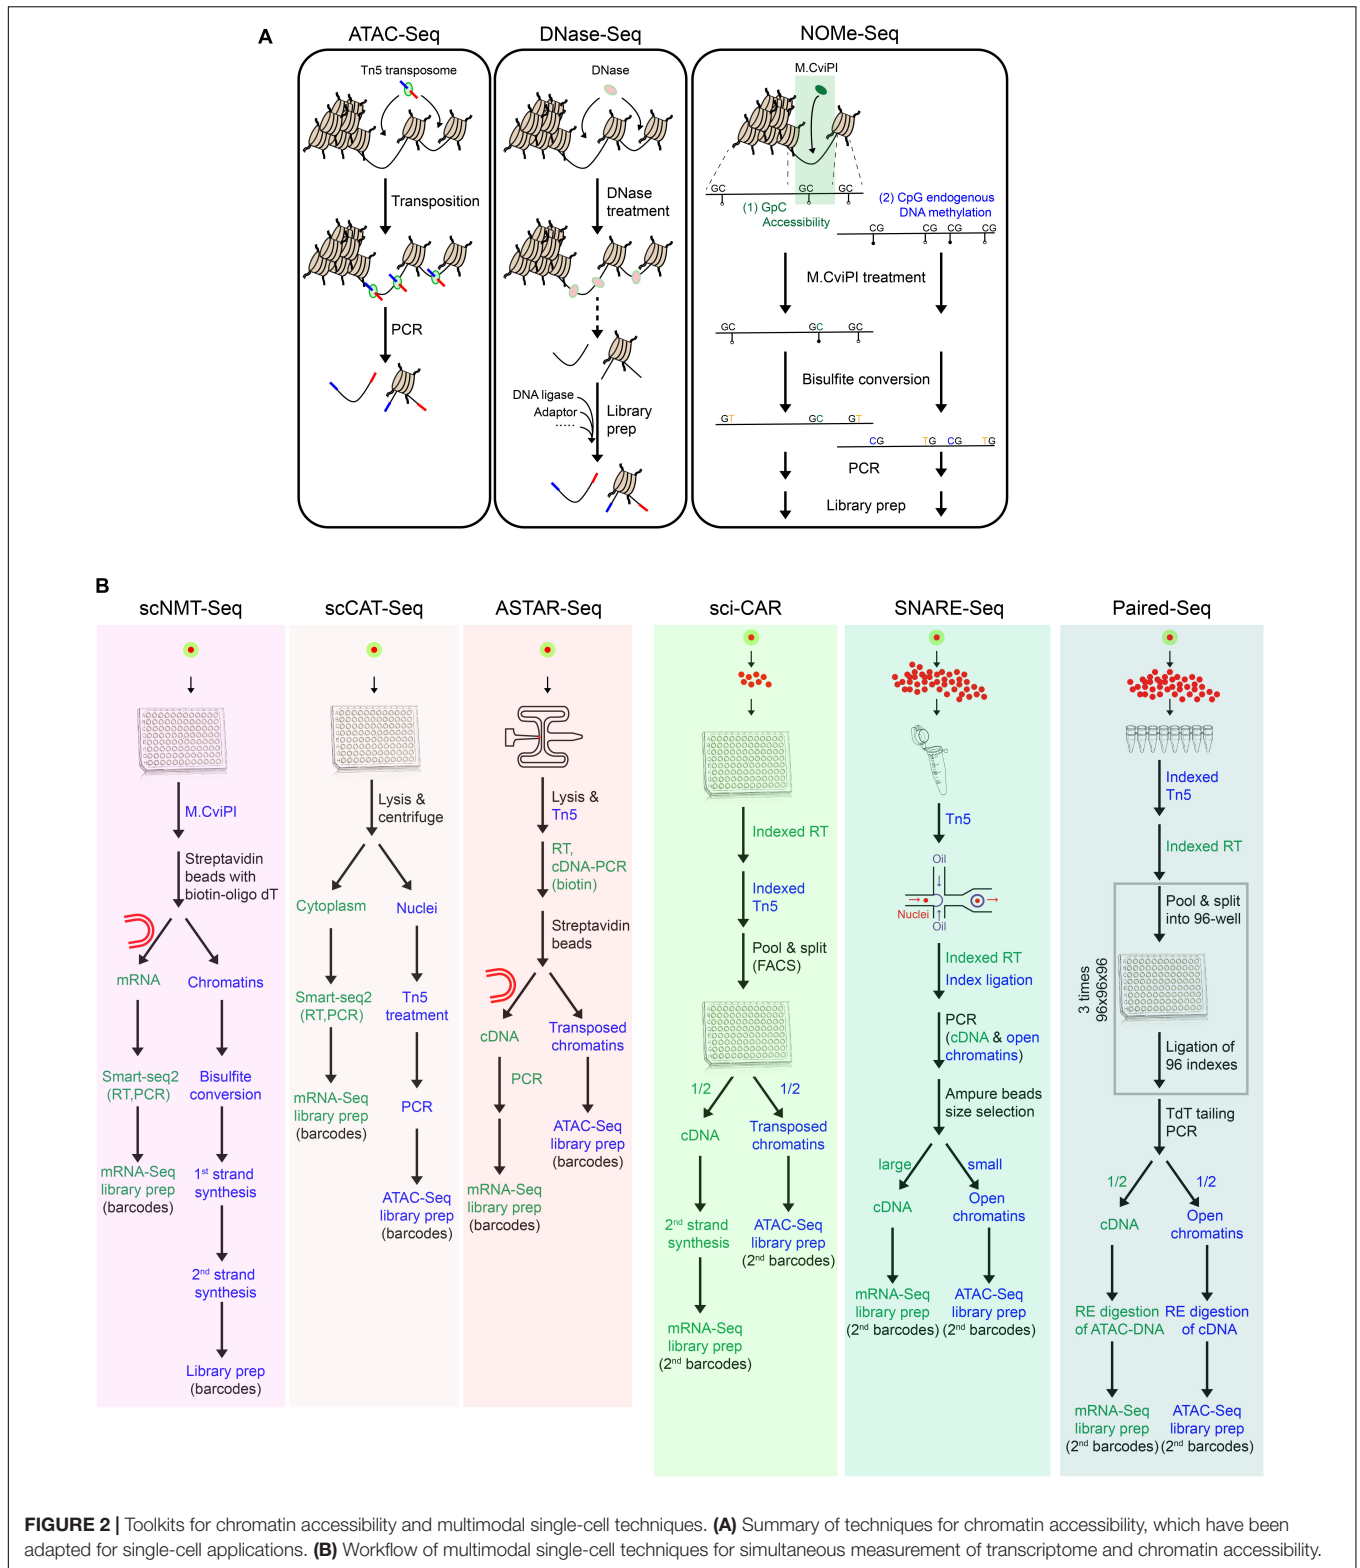 A
ATAC-Seq
Tn5 transposome
Transposition
PCR
DNase-Seq
DNase
DNase
treatment
DNA ligase
Adaptor
.....
Library
prep
NOMe-Seq
M.CviPI
GC GC GC
(1) GpC
Accessibility
(2) CpG endogenous
DNA methylation
CG CG CG CG
M.CviPI treatment
GC GC GC
Bisulfite conversion
GT GC GT
CG TG CG TG
PCR
Library prep
B
scNMT-Seq
M.CviPI
Streptavidin
beads with
biotin-oligo dT
mRNA
Chromatins
Smart-seq2
(RT,PCR)
Bisulfite
conversion
mRNA-Seq
library prep
(barcodes)
1st strand
synthesis
2nd strand
synthesis
Library prep
(barcodes)
scCAT-Seq
Lysis &
centrifuge
Cytoplasm
Nuclei
Smart-seq2
(RT,PCR)
Tn5
treatment
mRNA-Seq
library prep
(barcodes)
PCR
ATAC-Seq
library prep
(barcodes)
ASTAR-Seq
Lysis &
Tn5
RT,
cDNA-PCR
(biotin)
Streptavidin
beads
cDNA
Transposed
chromatins
PCR
ATAC-Seq
library prep
(barcodes)
mRNA-Seq
library prep
(barcodes)
sci-CAR
Indexed RT
Indexed
Tn5
Pool & split
(FACS)
1/2 1/2
cDNA
Transposed
chromatins
2nd strand
synthesis
ATAC-Seq
library prep
(2nd barcodes)
mRNA-Seq
library prep
(2nd barcodes)
SNARE-Seq
Tn5
Oil
Nuclei
Oil
Indexed RT
Index ligation
PCR
(cDNA & open
chromatins)
Ampure beads
size selection
large small
cDNA
Open
chromatins
mRNA-Seq
library prep
(2nd barcodes)
ATAC-Seq
library prep
(2nd barcodes)
Paired-Seq
Indexed
Tn5
Indexed RT
Pool & split
into 96-well
3 times
96x96x96
Ligation of
96 indexes
TdT tailing
PCR
1/2 1/2
cDNA
Open
chromatins
RE digestion
of ATAC-DNA
RE digestion
of cDNA
mRNA-Seq
library prep
(2nd barcodes)
ATAC-Seq
library prep
(2nd barcodes)
FIGURE 2 | Toolkits for chromatin accessibility and multimodal single-cell techniques. (A) Summary of techniques for chromatin accessibility, which have been
adapted for single-cell applications. (B) Workflow of multimodal single-cell techniques for simultaneous measurement of transcriptome and chromatin accessibility.